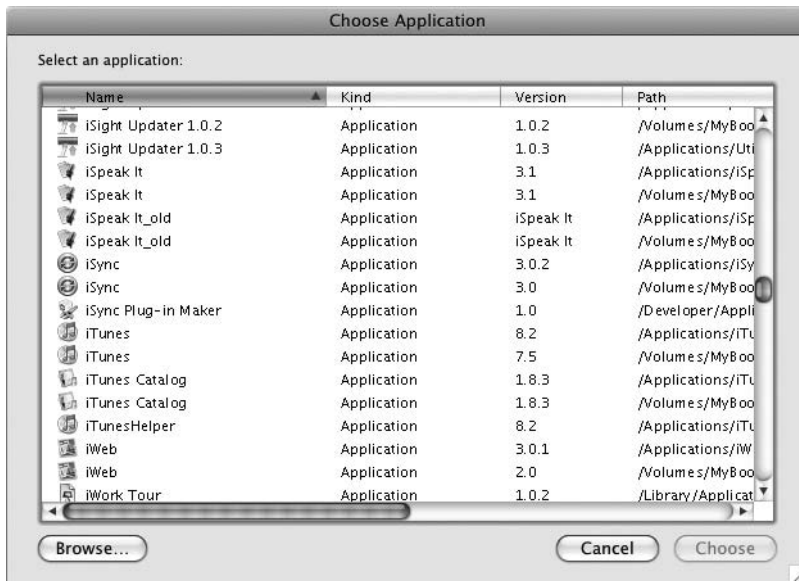 Choose Application
Select an application:
Name Kind Version Path
iSight Updater 1.0.2 Application 1.0.2 /Volumes/MyBoo
iSight Updater 1.0.3 Application 1.0.3 /Applications/Uti
iSpeak It Application 3.1 /Applications/iSp
iSpeak It Application 3.1 /Volumes/MyBoo
iSpeak It_old Application iSpeak It /Applications/iSp
iSpeak It_old Application iSpeak It /Volumes/MyBoo
iSync Application 3.0.2 /Applications/iSy
iSync Application 3.0 /Volumes/MyBoo
iSync Plug-in Maker Application 1.0 /Developer/Appli
iTunes Application 8.2 /Applications/iTu
iTunes Application 7.5 /Volumes/MyBoo
iTunes Catalog Application 1.8.3 /Applications/iTu
iTunes Catalog Application 1.8.3 /Volumes/MyBoo
iTunesHelper Application 8.2 /Applications/iTu
iWeb Application 3.0.1 /Applications/iW
iWeb Application 2.0 /Volumes/MyBoo
iWork Tour Application 1.0.2 /Library/Applicat
Browse... Cancel Choose